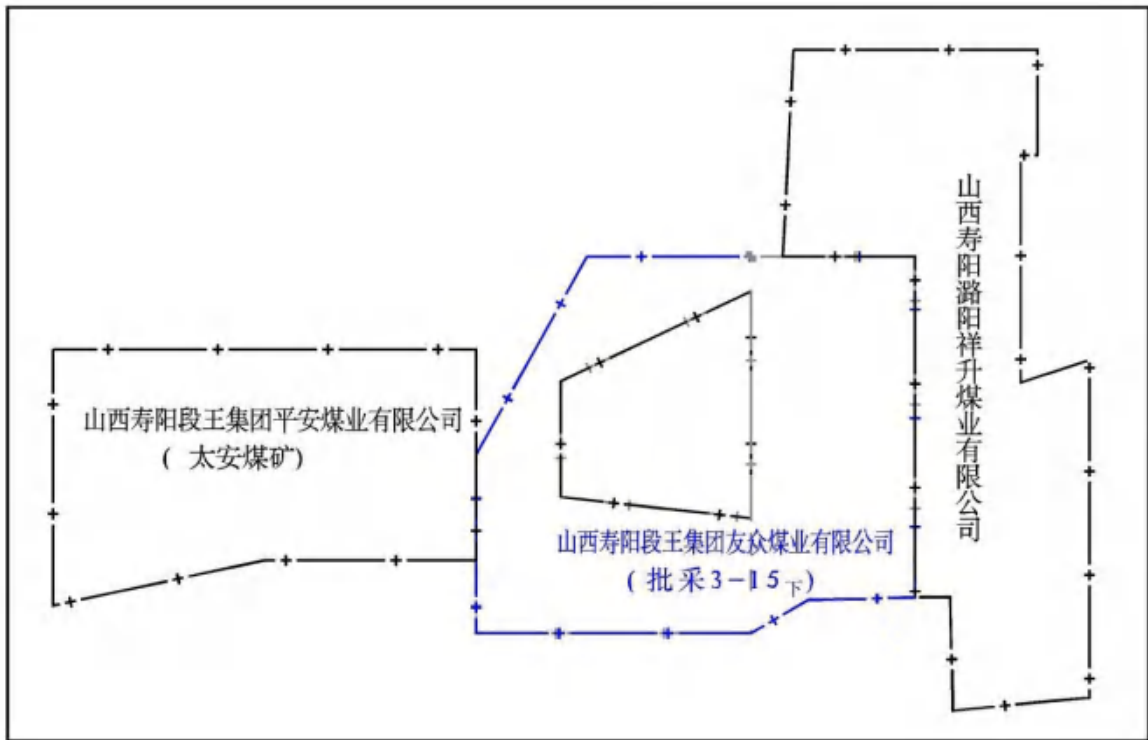 山西寿阳段王集团平安煤业有限公司
( 太安煤矿)
山西寿阳段王集团友众煤业有限公司
( 批采3-15下)
山西寿阳潞阳祥升煤业有限公司